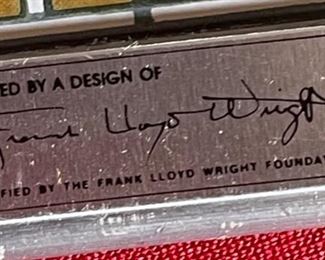 ED BY A DESIGN OF
Frank Lloyd Wright
IFIED BY THE FRANK LLOYD WRIGHT FOUNDA